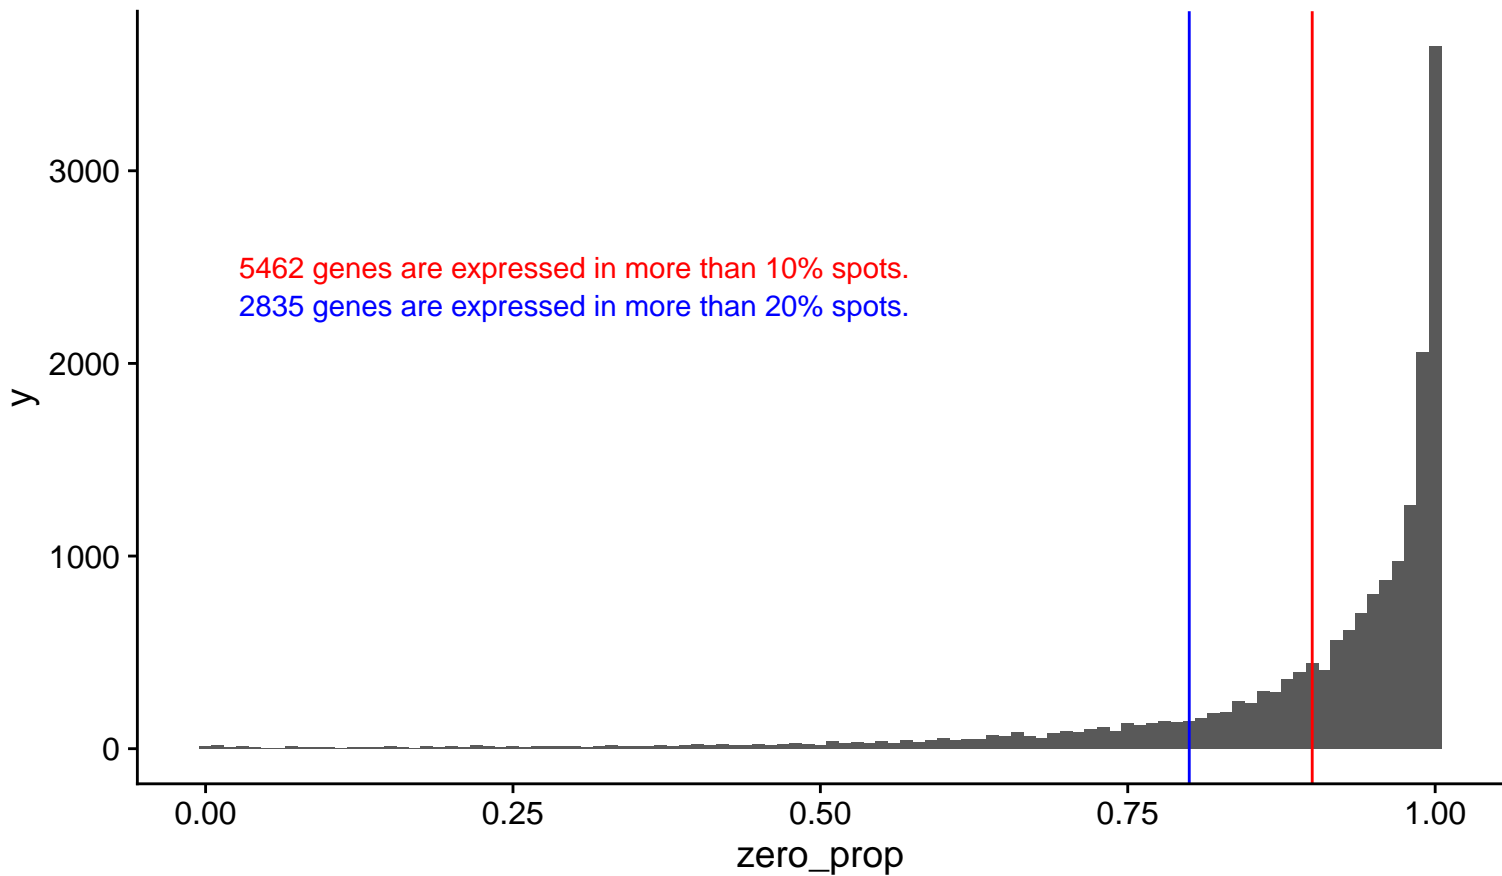 3000
2000
1000
0
y
5462 genes are expressed in more than 10% spots.
2835 genes are expressed in more than 20% spots.
0.00 0.25 0.50 0.75 1.00
zero_prop